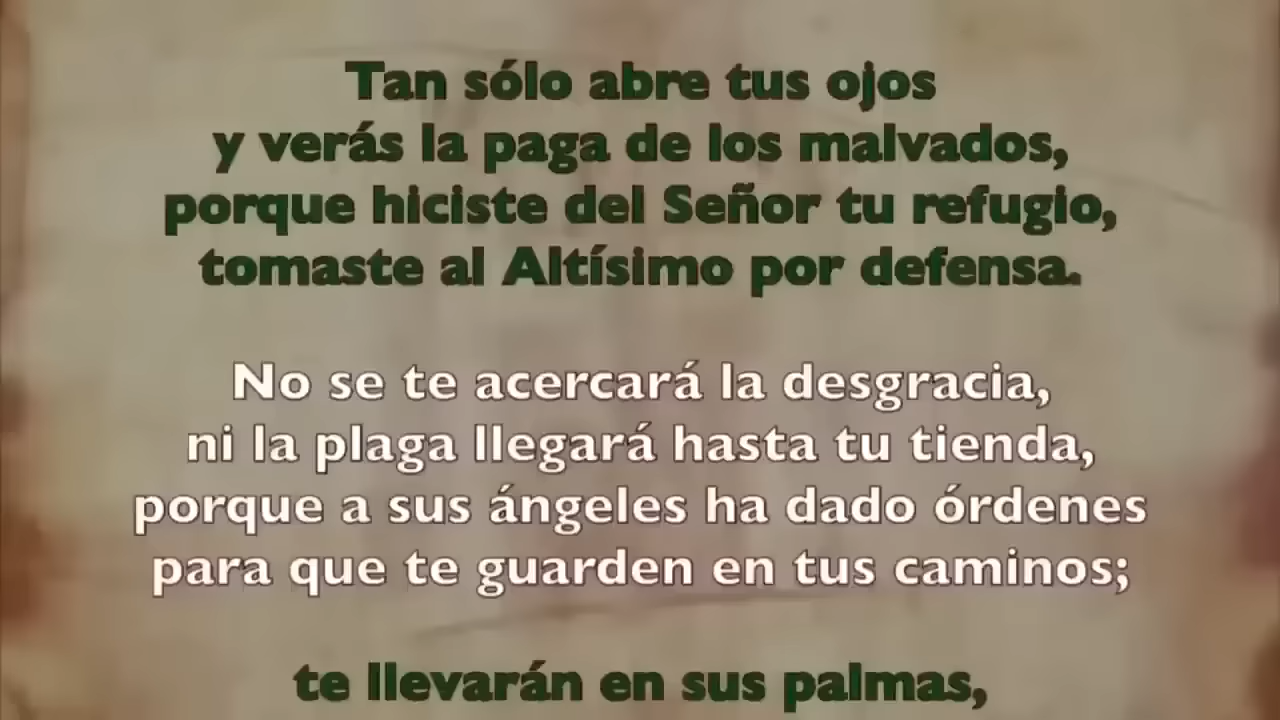 Tan sólo abre tus ojos
y verás la paga de los malvados,
porque hiciste del Señor tu refugio,
tomaste al Altísimo por defensa.
No se te acercará la desgracia,
ni la plaga llegará hasta tu tienda,
porque a sus ángeles ha dado órdenes
para que te guarden en tus caminos;
te llevarán en sus palmas,